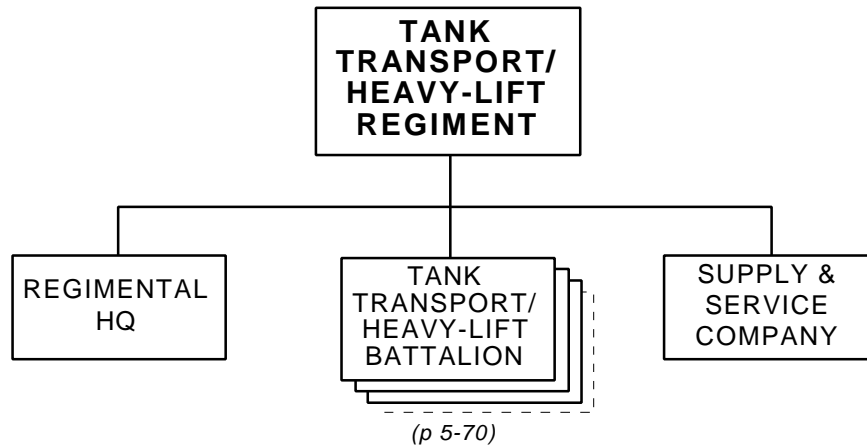 TANK
TRANSPORT/
HEAVY-LIFT
REGIMENT
REGIMENTAL
HQ
TANK
TRANSPORT/
HEAVY-LIFT
BATTALION
(p 5-70)
SUPPLY &
SERVICE
COMPANY